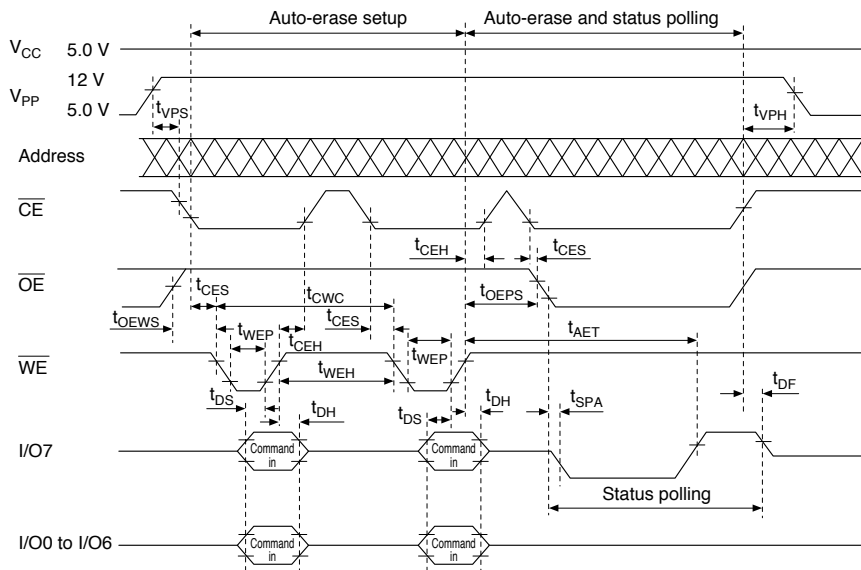 Auto-erase setup Auto-erase and status polling
VCC 5.0 V
12 V
VPP
5.0 V
tVPS tVPH
Address
CE
tCEH tCES
OE
tCES tCWC tOEPS
tOEWS tWEP tCES tAET
tCEH tWEP
WE
tWEH
tDS tDH tDS tDH tSPA tDF
I/O7 Command in Command in
Status polling
I/O0 to I/O6 Command in Command in